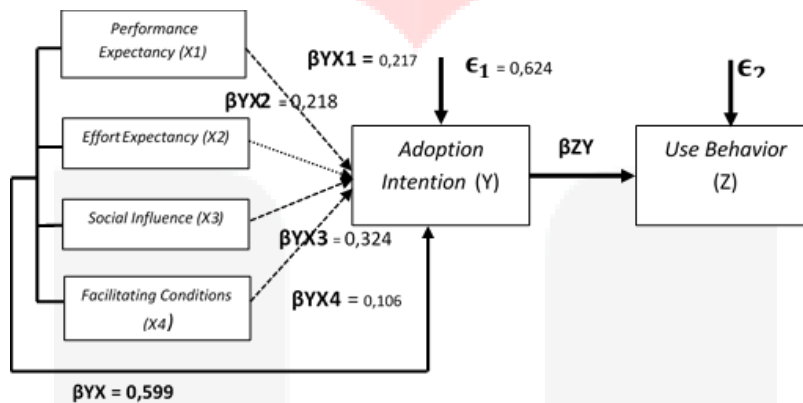 Performance
Expectancy (X1)
βYX1 = 0,217
ϵ₁ = 0,624
ϵ₂
βYX2 = 0,218
Effort Expectancy (X2)
Adoption
Intention (Y)
βZY
Use Behavior
(Z)
Social Influence (X3)
βYX3 = 0,324
Facilitating Conditions
(X4)
βYX4 = 0,106
βYX = 0,599